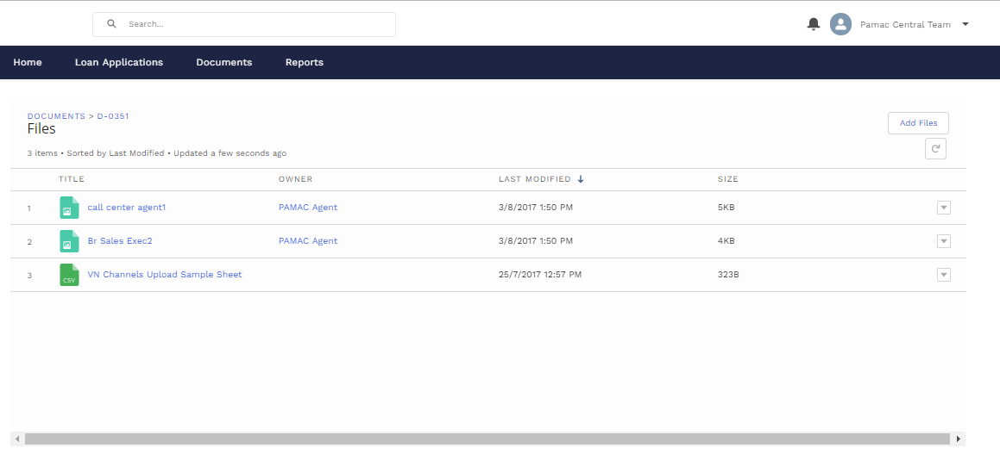 Search...
Pamac Central Team
Home Loan Applications Documents Reports
DOCUMENTS > D-0351
Files
Add Files
3 items • Sorted by Last Modified • Updated a few seconds ago
TITLE OWNER LAST MODIFIED SIZE
1 call center agent1 PAMAC Agent 3/8/2017 1:50 PM 5KB
2 Br Sales Exec2 PAMAC Agent 3/8/2017 1:50 PM 4KB
3 CSV VN Channels Upload Sample Sheet 25/7/2017 12:57 PM 323B